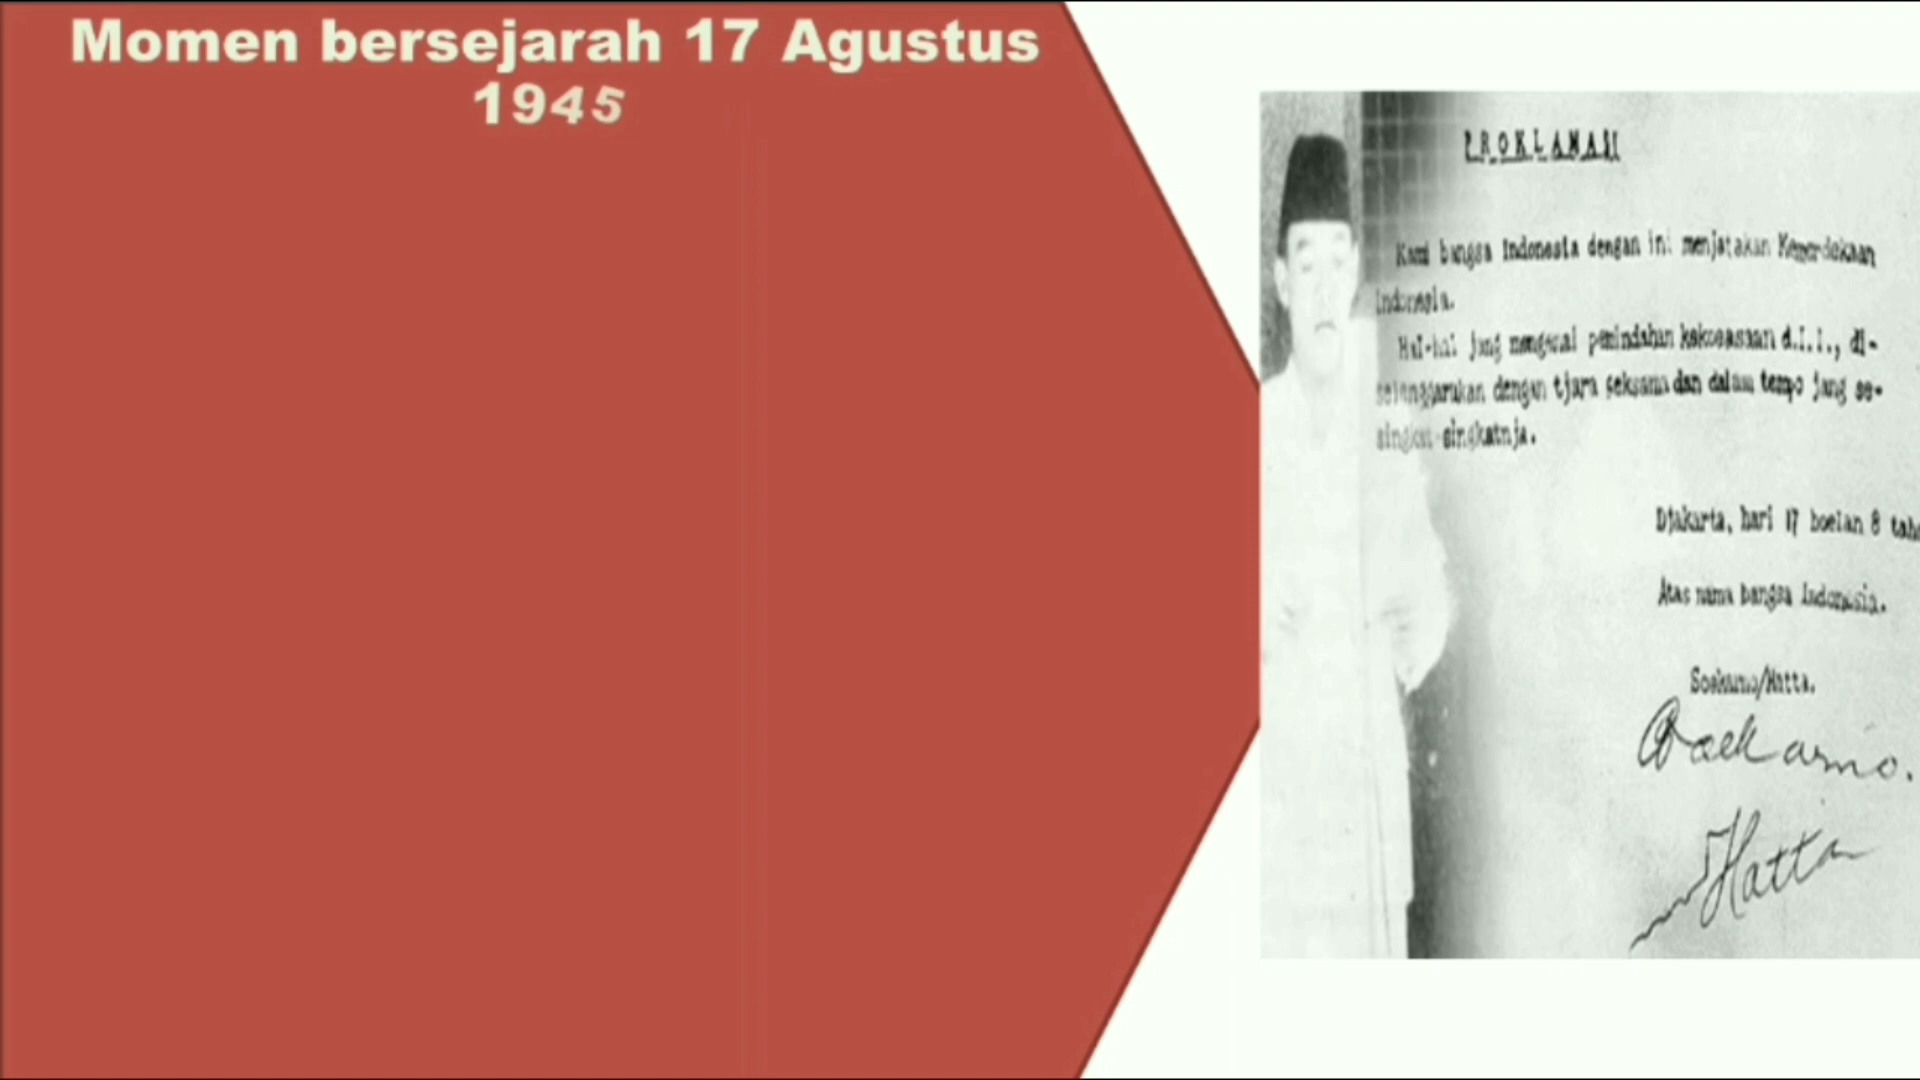 Momen bersejarah 17 Agustus
1945
PROKLAMASI
Kami bangsa Indonesia dengan ini menjatakan Kemerdekaan
Indonesia.
Hal-hal jang mengenai pemindahan kekoeasaan d.l.l., di-
selenggarakan dengan tjara seksama dan dalam tempo jang se-
singkat-singkatnja.
Djakarta, hari 17 boelan 8
Atas nama bangsa Indonesia.
Soekarno/Hatta.
Soekarno.
Hatta